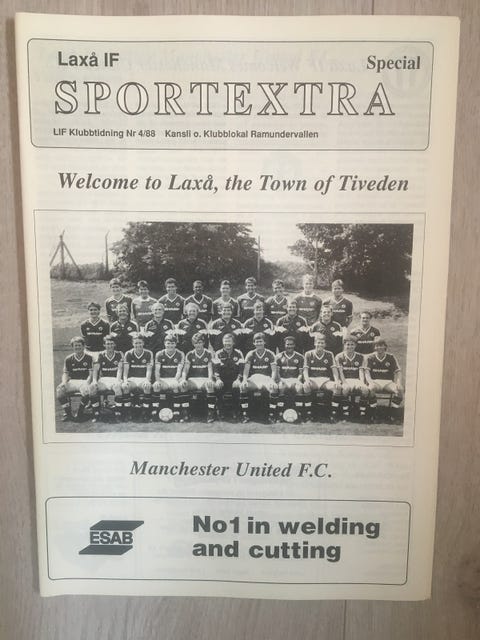 Laxå IF
Special
SPORTEXTRA
LIF Klubbtidning Nr 4/88 Kansli o. Klubblokal Ramundervallen
Welcome to Laxå, the Town of Tiveden
Manchester United F.C.
ESAB
No1 in welding
and cutting